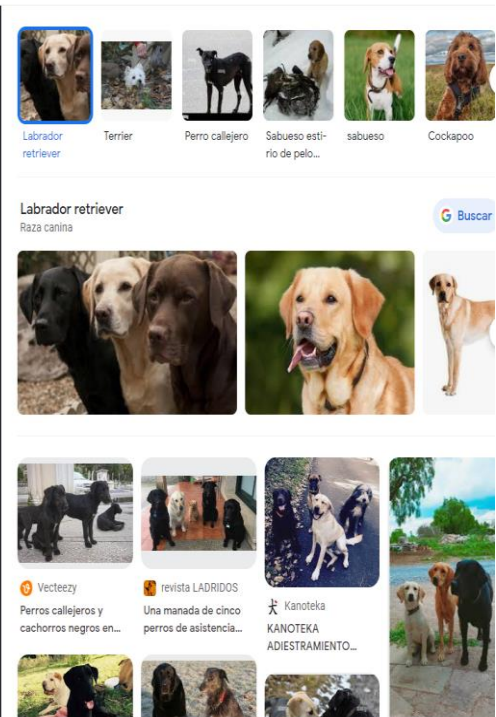 Labrador
retriever
Terrier
Perro callejero
Sabueso esti-
rio de pelo...
sabueso
Cockapoo
Labrador retriever
Raza canina
Buscar
Vecteezy
Perros callejeros y
cachorros negros en...
revista LADRIDOS
Una manada de cinco
perros de asistencia...
Kanoteka
KANOTEKA
ADIESTRAMIENTO...